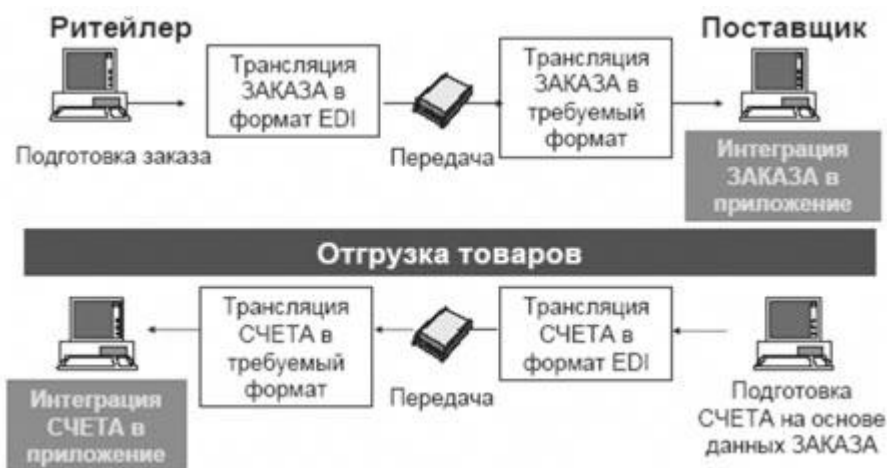 Ритейлер
Поставщик
Трансляция
ЗАКАЗА в
формат EDI
Трансляция
ЗАКАЗА в
требуемый
формат
Подготовка заказа
Передача
Интеграция
ЗАКАЗА в
приложение
Отгрузка товаров
Трансляция
СЧЕТА в
требуемый
формат
Трансляция
СЧЕТА в
формат EDI
Интеграция
СЧЕТА в
приложение
Передача
Подготовка
СЧЕТА на основе
данных ЗАКАЗА